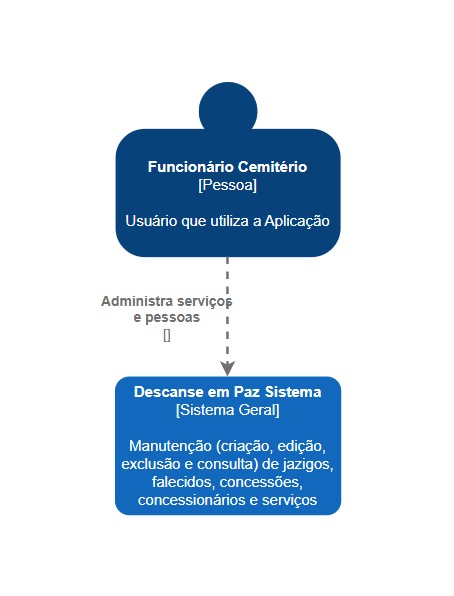 Funcionário Cemitério
[Pessoa]
Usuário que utiliza a Aplicação
Administra serviços
e pessoas
[]
Descanse em Paz Sistema
[Sistema Geral]
Manutenção (criação, edição,
exclusão e consulta) de jazigos,
falecidos, concessões,
concessionários e serviços